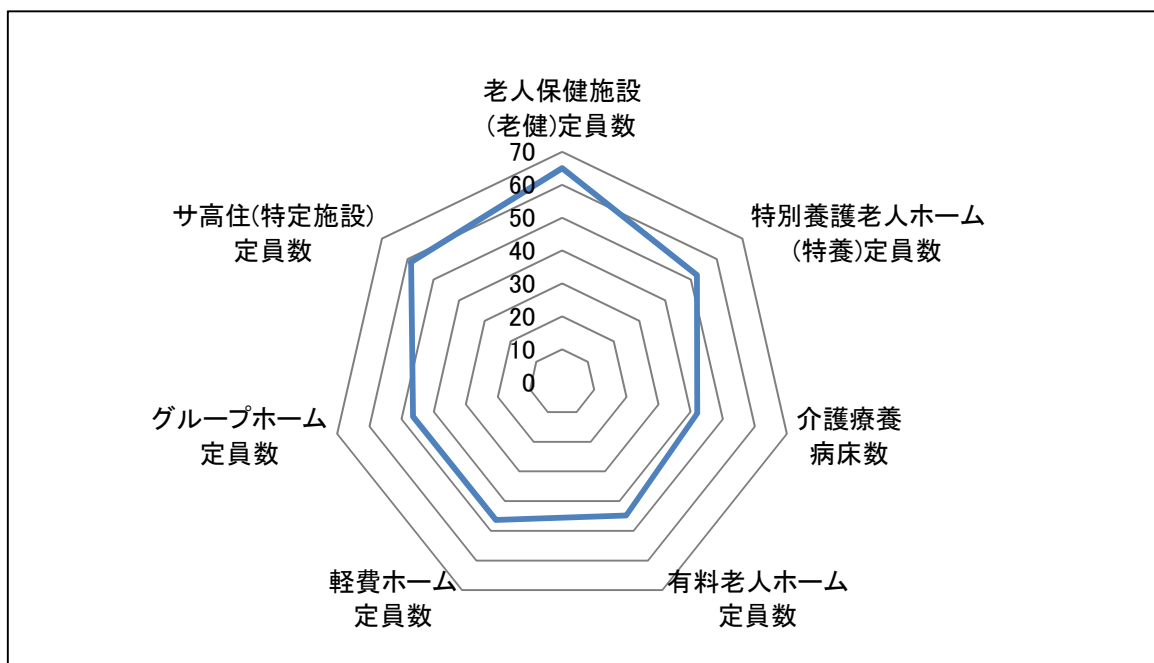 老人保健施設
(老健)定員数
70
60
50
40
30
20
10
0
特別養護老人ホーム
(特養)定員数
介護療養
病床数
有料老人ホーム
定員数
軽費ホーム
定員数
グループホーム
定員数
サ高住(特定施設)
定員数